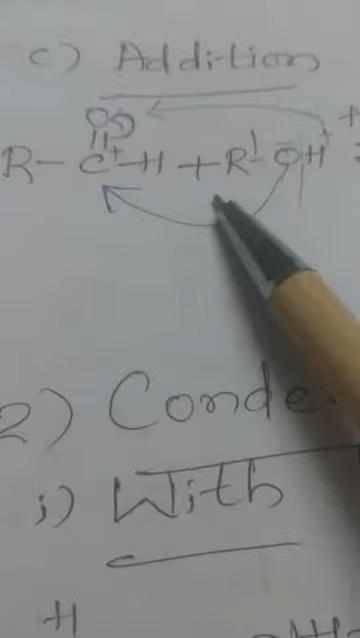 c) Addition
O
||
R-C-H + R'-OH
2) Conde
i) With
H